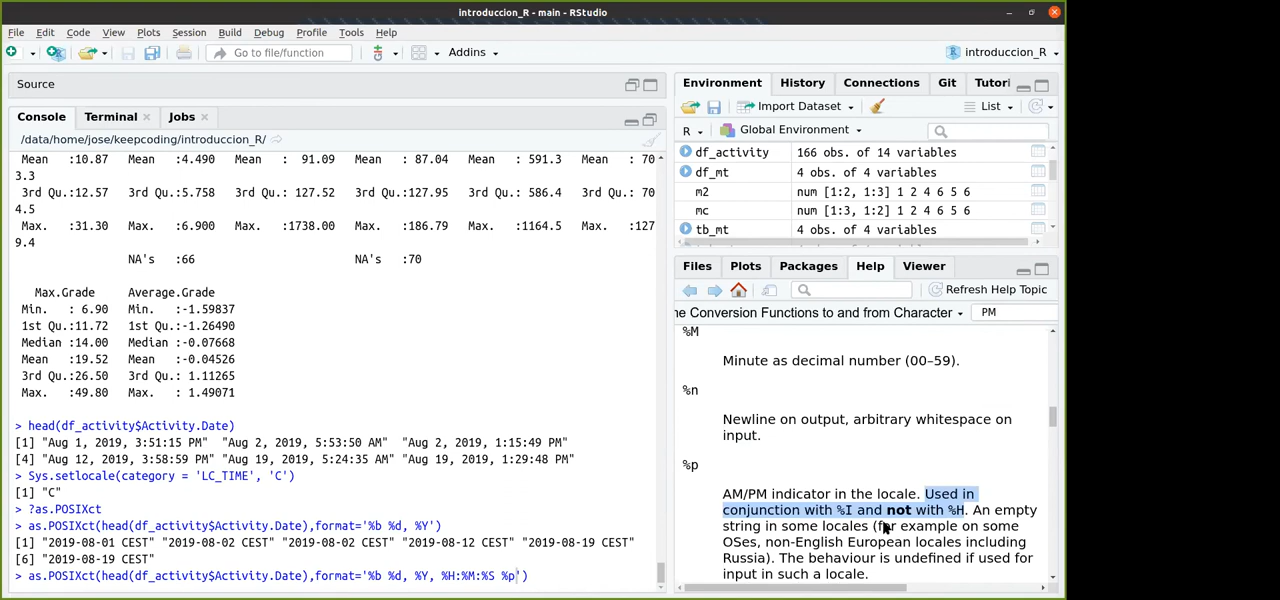 introduccion_R - main - RStudio
File Edit Code View Plots Session Build Debug Profile Tools Help
Go to file/function Addins introduccion_R
Source
Console Terminal Jobs
/data/home/jose/keepcoding/introduccion_R/
Mean :10.87 Mean :4.490 Mean : 91.09 Mean : 87.04 Mean : 591.3 Mean : 70
3.3
3rd Qu.:12.57 3rd Qu.:5.758 3rd Qu.: 127.52 3rd Qu.:127.95 3rd Qu.: 586.4 3rd Qu.: 70
4.5
Max. :31.30 Max. :6.900 Max. :1738.00 Max. :186.79 Max. :1164.5 Max. :127
9.4
NA's :66 NA's :70
Max.Grade Average.Grade
Min. : 6.90 Min. :-1.59837
1st Qu.:11.72 1st Qu.:-1.26490
Median :14.00 Median :-0.07668
Mean :19.52 Mean :-0.04526
3rd Qu.:26.50 3rd Qu.: 1.11265
Max. :49.80 Max. : 1.49071
> head(df_activity$Activity.Date)
[1] "Aug 1, 2019, 3:51:15 PM" "Aug 2, 2019, 5:53:50 AM" "Aug 2, 2019, 1:15:49 PM"
[4] "Aug 12, 2019, 3:58:59 PM" "Aug 19, 2019, 5:24:35 AM" "Aug 19, 2019, 1:29:48 PM"
> Sys.setlocale(category = 'LC_TIME', 'C')
[1] "C"
> ?as.POSIXct
> as.POSIXct(head(df_activity$Activity.Date),format='%b %d, %Y')
[1] "2019-08-01 CEST" "2019-08-02 CEST" "2019-08-02 CEST" "2019-08-12 CEST" "2019-08-19 CEST"
[6] "2019-08-19 CEST"
> as.POSIXct(head(df_activity$Activity.Date),format='%b %d, %Y, %H:%M:%S %p')
Environment History Connections Git Tutori
Import Dataset List
R Global Environment
df_activity 166 obs. of 14 variables
df_mt 4 obs. of 4 variables
m2 num [1:2, 1:3] 1 2 4 6 5 6
mc num [1:3, 1:2] 1 2 4 6 5 6
tb_mt 4 obs. of 4 variables
Files Plots Packages Help Viewer
Refresh Help Topic
ne Conversion Functions to and from Character PM
%M
Minute as decimal number (00–59).
%n
Newline on output, arbitrary whitespace on
input.
%p
AM/PM indicator in the locale. Used in
conjunction with %I and not with %H. An empty
string in some locales (for example on some
OSes, non-English European locales including
Russia). The behaviour is undefined if used for
input in such a locale.